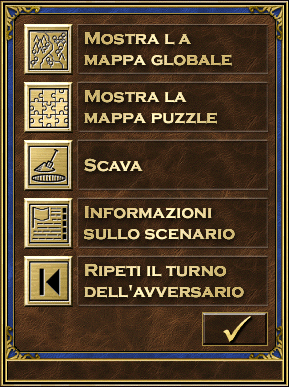 Mostra l a
mappa globale
Mostra la
mappa puzzle
Scava
Informazioni
sullo scenario
Ripeti il turno
dell'avversario